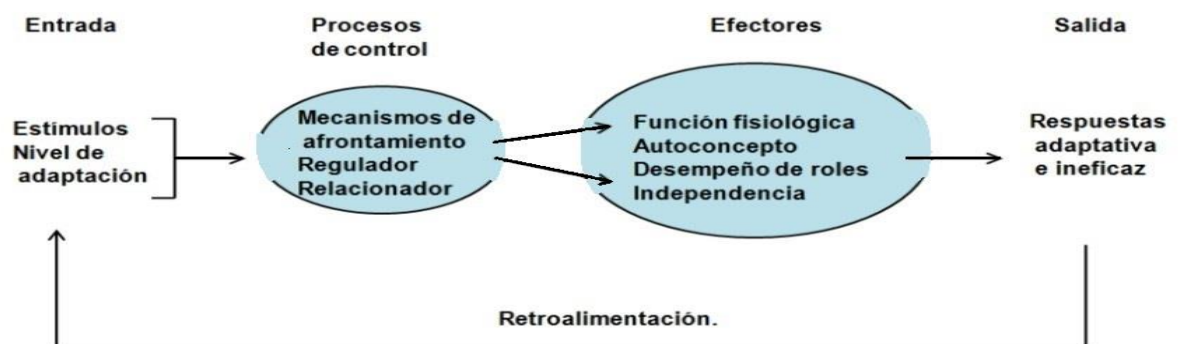 Entrada
Procesos
de control
Efectores
Salida
Estímulos
Nivel de
adaptación
Mecanismos de
afrontamiento
Regulador
Relacionador
Función fisiológica
Autoconcepto
Desempeño de roles
Independencia
Respuestas
adaptativa
e ineficaz
Retroalimentación.